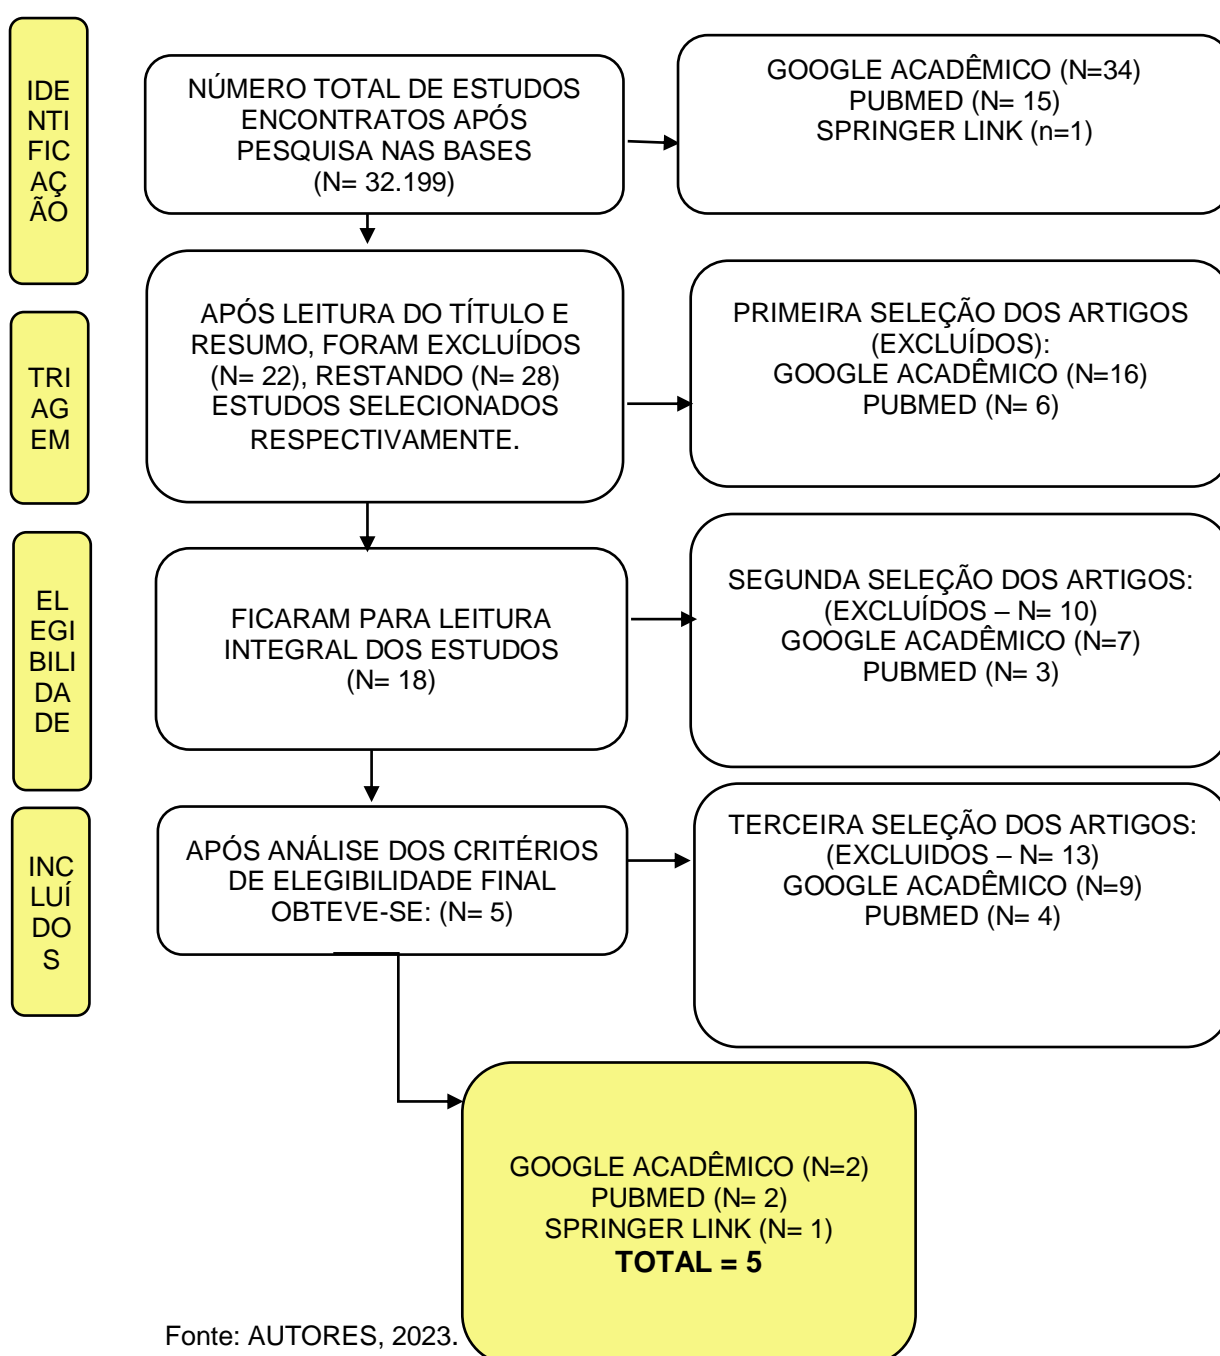 IDE
NTI
FIC
AÇ
ÃO
NÚMERO TOTAL DE ESTUDOS
ENCONTRATOS APÓS
PESQUISA NAS BASES
(N= 32.199)
GOOGLE ACADÊMICO (N=34)
PUBMED (N= 15)
SPRINGER LINK (n=1)
TRI
AG
EM
APÓS LEITURA DO TÍTULO E
RESUMO, FORAM EXCLUÍDOS
(N= 22), RESTANDO (N= 28)
ESTUDOS SELECIONADOS
RESPECTIVAMENTE.
PRIMEIRA SELEÇÃO DOS ARTIGOS
(EXCLUÍDOS):
GOOGLE ACADÊMICO (N=16)
PUBMED (N= 6)
EL
EGI
BILI
DA
DE
FICARAM PARA LEITURA
INTEGRAL DOS ESTUDOS
(N= 18)
SEGUNDA SELEÇÃO DOS ARTIGOS:
(EXCLUÍDOS – N= 10)
GOOGLE ACADÊMICO (N=7)
PUBMED (N= 3)
INC
LUÍ
DO
S
APÓS ANÁLISE DOS CRITÉRIOS
DE ELEGIBILIDADE FINAL
OBTEVE-SE: (N= 5)
TERCEIRA SELEÇÃO DOS ARTIGOS:
(EXCLUIDOS – N= 13)
GOOGLE ACADÊMICO (N=9)
PUBMED (N= 4)
GOOGLE ACADÊMICO (N=2)
PUBMED (N= 2)
SPRINGER LINK (N= 1)
TOTAL = 5
Fonte: AUTORES, 2023.